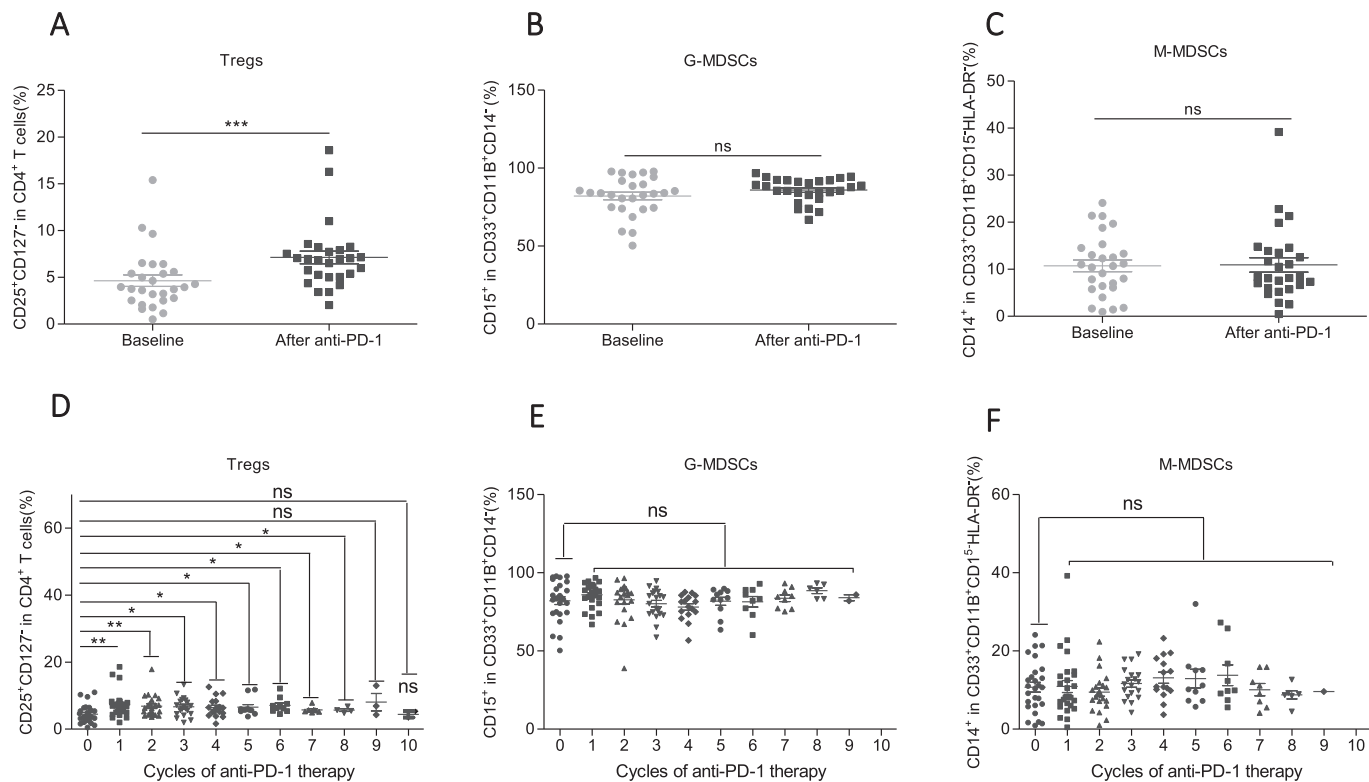 A
Tregs
CD25⁺CD127⁻ in CD4⁺ T cells(%)
25
20
15
10
5
0
***
Baseline
After anti-PD-1
B
G-MDSCs
CD15⁺ in CD33⁺CD11B⁺CD14⁻ (%)
150
100
50
0
ns
Baseline
After anti-PD-1
C
M-MDSCs
CD14⁺ in CD33⁺CD11B⁺CD15⁻HLA-DR⁻(%)
50
40
30
20
10
0
ns
Baseline
After anti-PD-1
D
Tregs
CD25⁺CD127⁻ in CD4⁺ T cells(%)
60
40
20
0
ns
ns
*
*
*
*
*
*
**
**
ns
0 1 2 3 4 5 6 7 8 9 10
Cycles of anti-PD-1 therapy
E
G-MDSCs
CD15⁺ in CD33⁺CD11B⁺CD14⁻(%)
150
100
50
0
ns
0 1 2 3 4 5 6 7 8 9 10
Cycles of anti-PD-1 therapy
F
M-MDSCs
CD14⁺ in CD33⁺CD11B⁺CD1⁵⁻HLA-DR⁻(%)
60
40
20
0
ns
0 1 2 3 4 5 6 7 8 9 10
Cycles of anti-PD-1 therapy